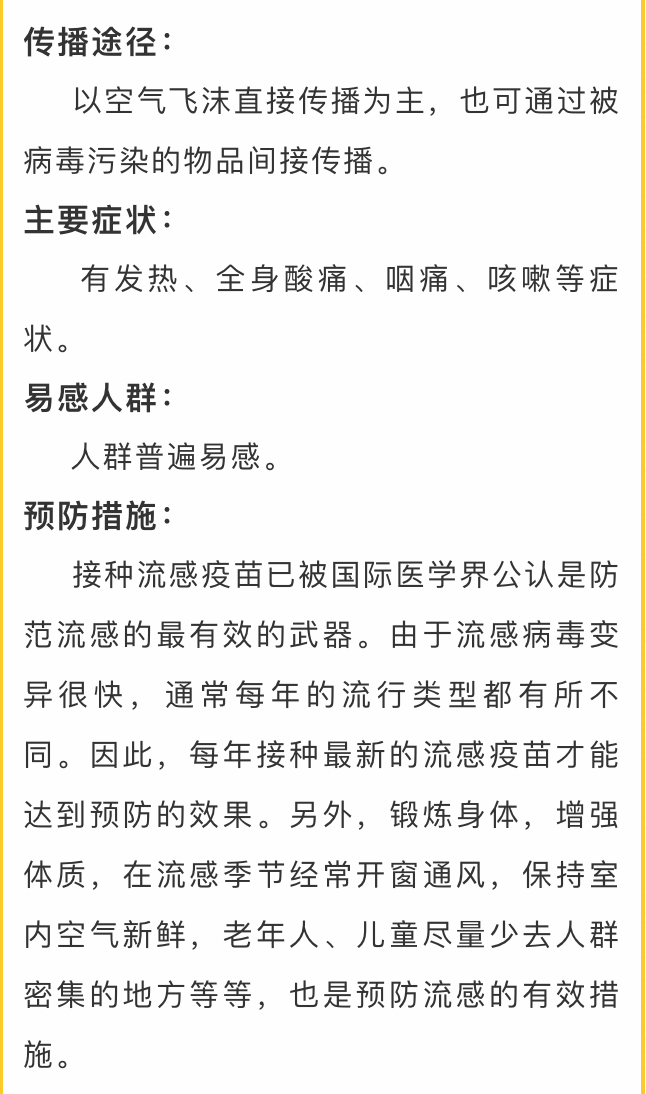 传播途径：
以空气飞沫直接传播为主，也可通过被
病毒污染的物品间接传播。
主要症状：
有发热、全身酸痛、咽痛、咳嗽等症
状。
易感人群：
人群普遍易感。
预防措施：
接种流感疫苗已被国际医学界公认是防
范流感的最有效的武器。由于流感病毒变
异很快，通常每年的流行类型都有所不
同。因此，每年接种最新的流感疫苗才能
达到预防的效果。另外，锻炼身体，增强
体质，在流感季节经常开窗通风，保持室
内空气新鲜，老年人、儿童尽量少去人群
密集的地方等等，也是预防流感的有效措
施。